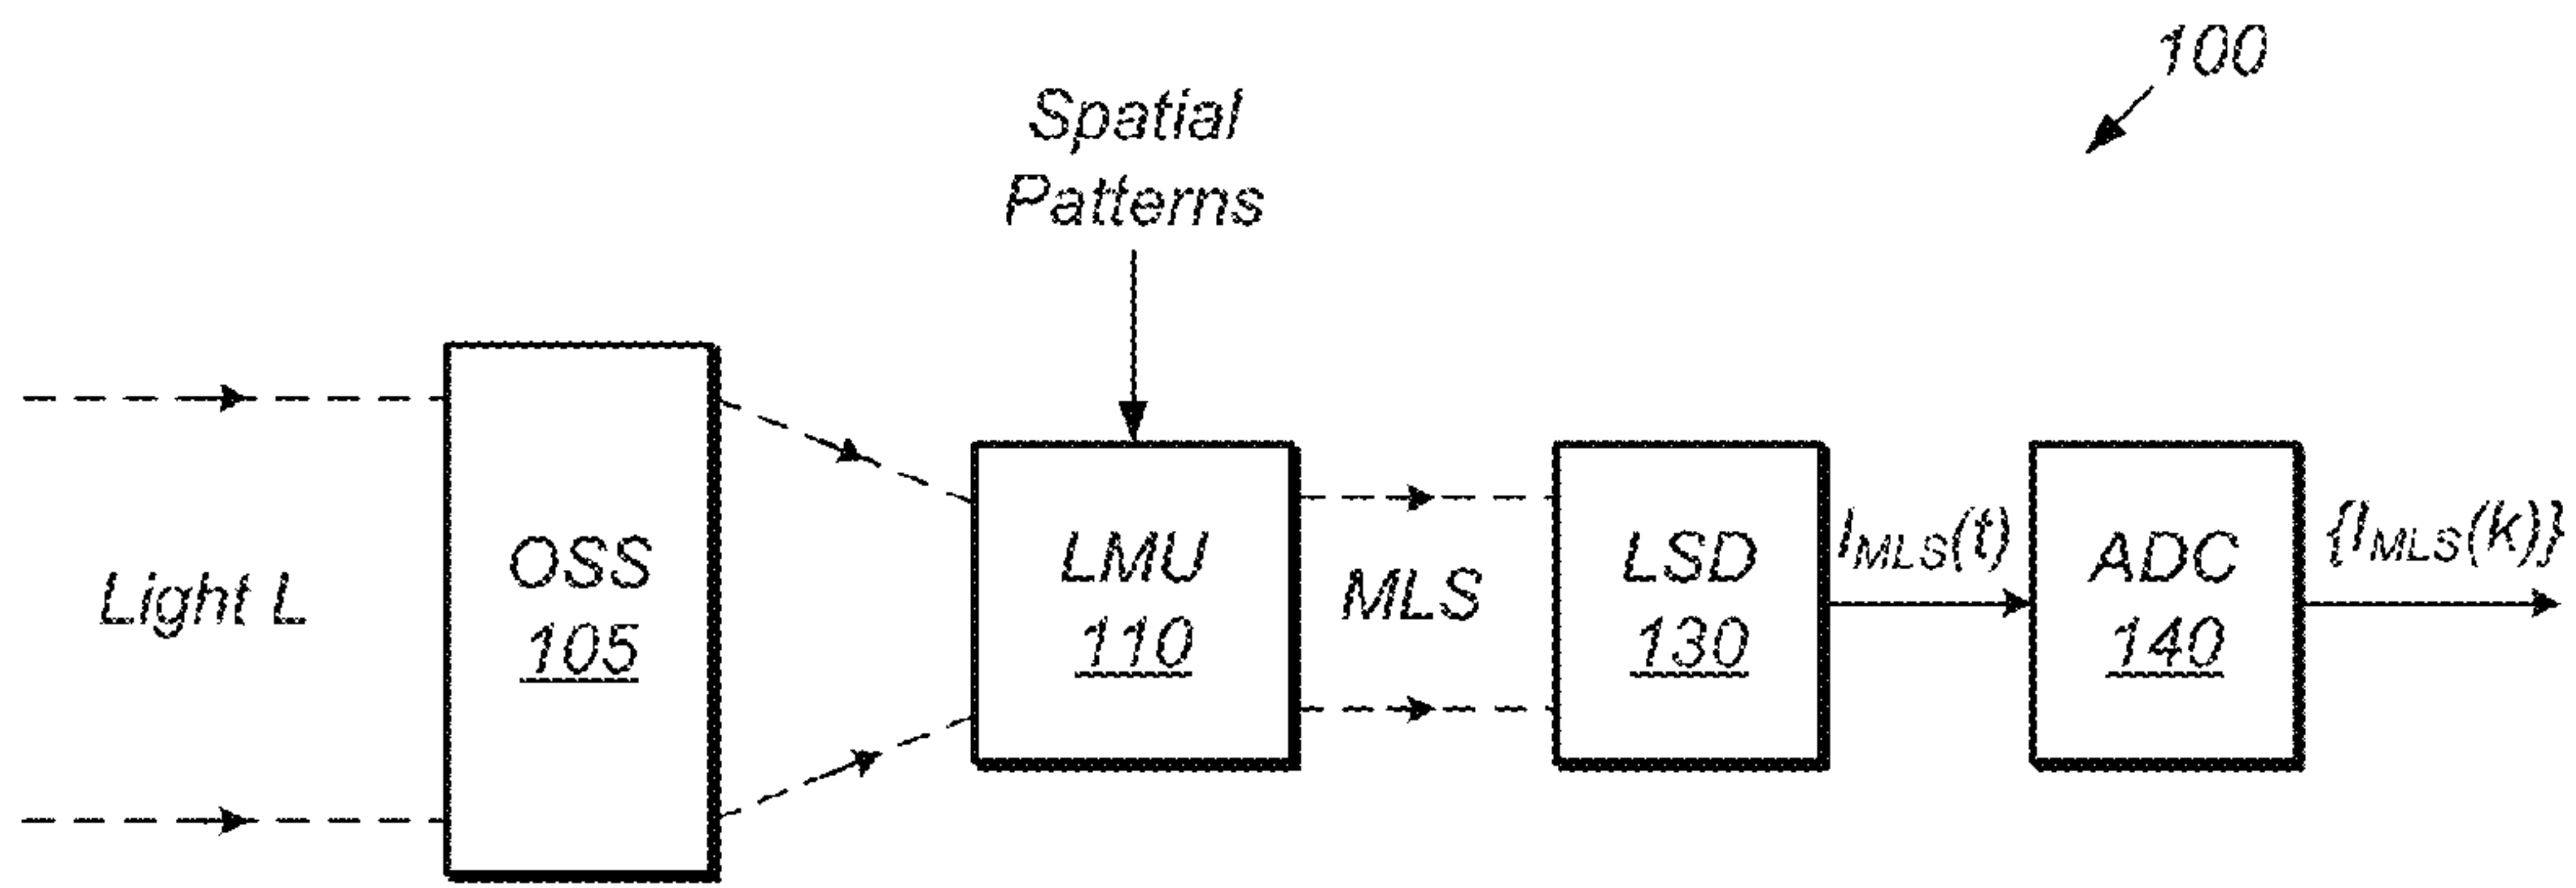 100
Spatial
Patterns
Light L
OSS
105
LMU
110
MLS
LSD
130
I_MLS(t)
ADC
140
{I_MLS(k)}